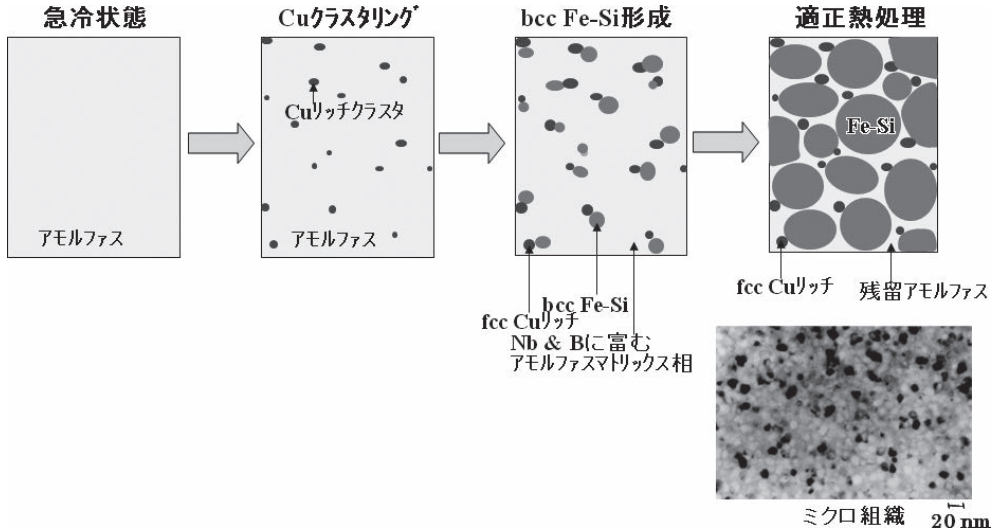 急冷状態
Cuクラスタリング
bcc Fe-Si形成
適正熱処理
Cuリッチクラスタ
Fe-Si
アモルファス
アモルファス
fcc Cuリッチ
bcc Fe-Si
Nb & Bに富む
アモルファスマトリックス相
fcc Cuリッチ
残留アモルファス
ミクロ組織
20 nm